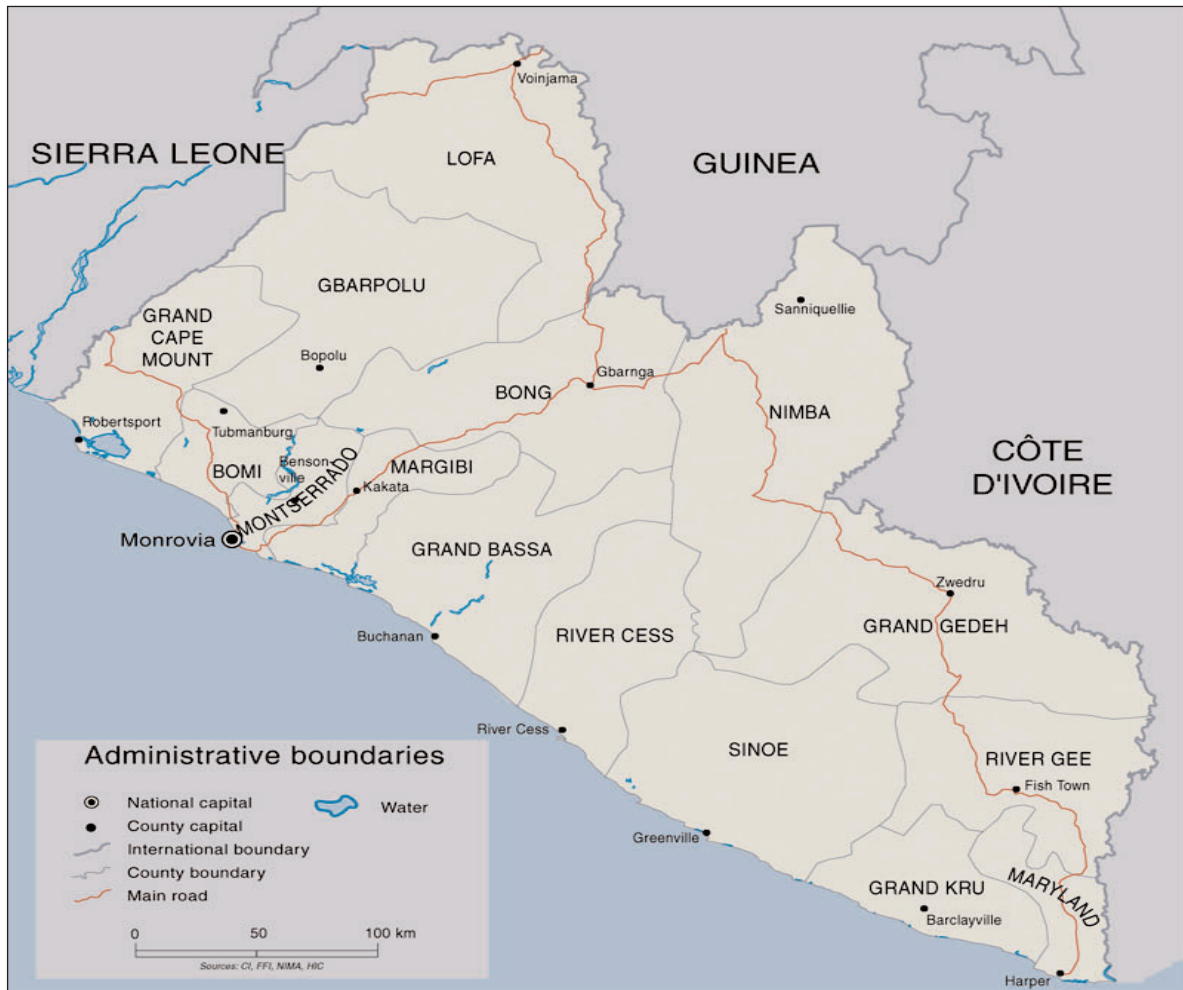 Voinjama
SIERRA LEONE
LOFA
GUINEA
GBARPOLU
GRAND
CAPE
MOUNT
Sanniquellie
Bopolu
Gbarnga
BONG
NIMBA
Robertsport
Tubmanburg
CÔTE
D'IVOIRE
BOMI
Benson-
ville
MONTSERRADO
MARGIBI
Kakata
Monrovia
GRAND BASSA
Zwedru
GRAND GEDEH
Buchanan
RIVER CESS
River Cess
SINOE
RIVER GEE
Fish Town
Greenville
GRAND KRU
MARYLAND
Barclayville
Harper
Administrative boundaries
National capital
Water
County capital
International boundary
County boundary
Main road
0 50 100 km
Sources: CI, FFI, NIMA, HIC